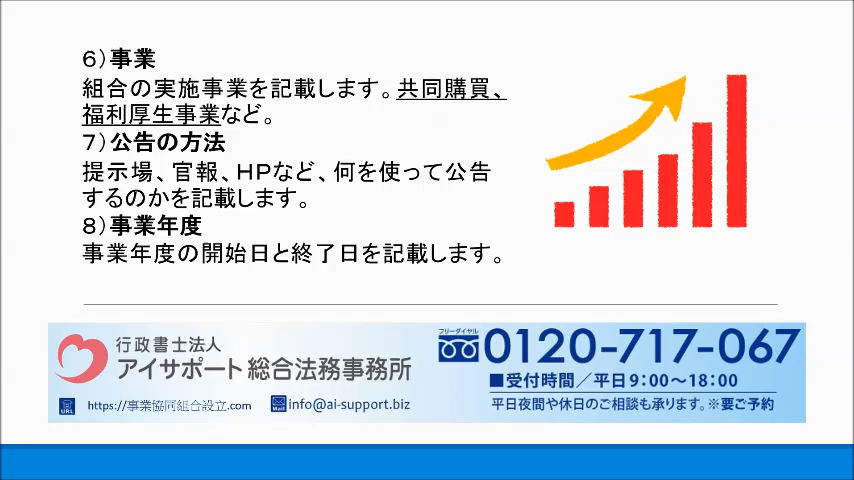 6）事業
組合の実施事業を記載します。共同購買、
福利厚生事業など。
7）公告の方法
提示場、官報、HPなど、何を使って公告
するのかを記載します。
8）事業年度
事業年度の開始日と終了日を記載します。
行政書士法人
アイサポート 総合法務事務所
URL https://事業協同組合設立.com
Mail info@ai-support.biz
フリーダイヤル
0120-717-067
■受付時間／平日9:00～18:00
平日夜間や休日のご相談も承ります。※要ご予約